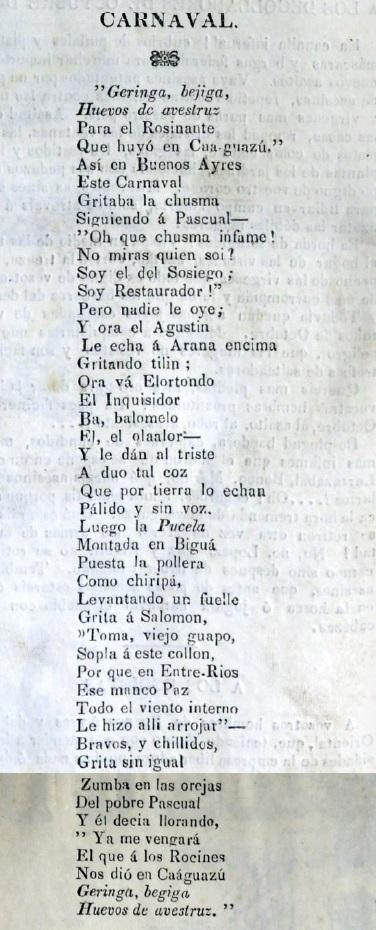 CARNAVAL.
"Geringa, bejiga,
Huevos de avestruz
Para el Rosinante
Que huyó en Caa-guazú."
Así en Buenos Ayres
Este Carnaval
Gritaba la chusma
Siguiendo á Pascual—
"Oh que chusma infame!
No miras quien soi?
Soy el del Sosiego;
Soy Restaurador!"
Pero nadie le oye;
Y ora el Agustin
Le echa á Arana encima
Gritando tilin;
Ora vá Elortondo
El Inquisidor
Ba, balomelo
El, el olaalor—
Y le dán al triste
A duo tal coz
Que por tierra lo echan
Pálido y sin voz.
Luego la Pucela
Montada en Biguá
Puesta la pollera
Como chiripá,
Levantando un fuelle
Grita á Salomon,
"Toma, viejo guapo,
Sopla á este collon,
Por que en Entre-Rios
Ese manco Paz
Todo el viento interno
Le hizo alli arrojar"—
Bravos, y chillidos,
Grita sin igual
Zumba en las orejas
Del pobre Pascual
Y él decia llorando,
" Ya me vengará
El que á los Rocines
Nos dió en Caáguazú
Geringa, begiga
Huevos de avestruz. "